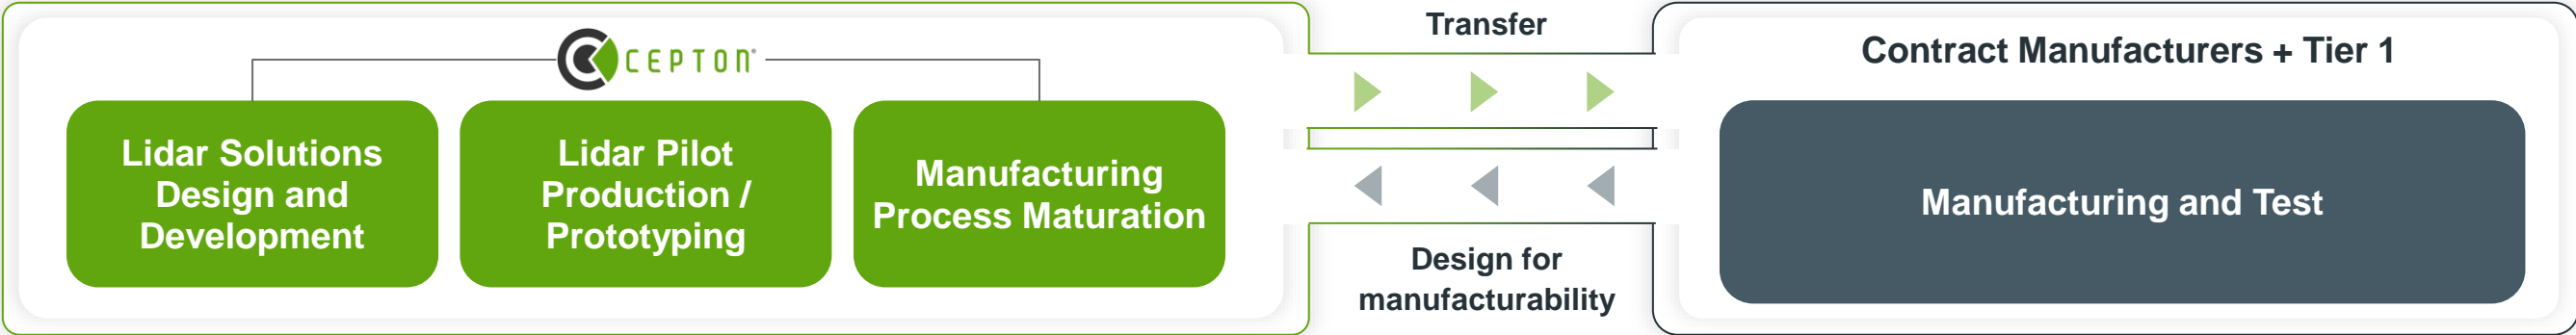 CEPTON®
Lidar Solutions
Design and
Development
Lidar Pilot
Production /
Prototyping
Manufacturing
Process Maturation
Transfer
Design for
manufacturability
Contract Manufacturers + Tier 1
Manufacturing and Test